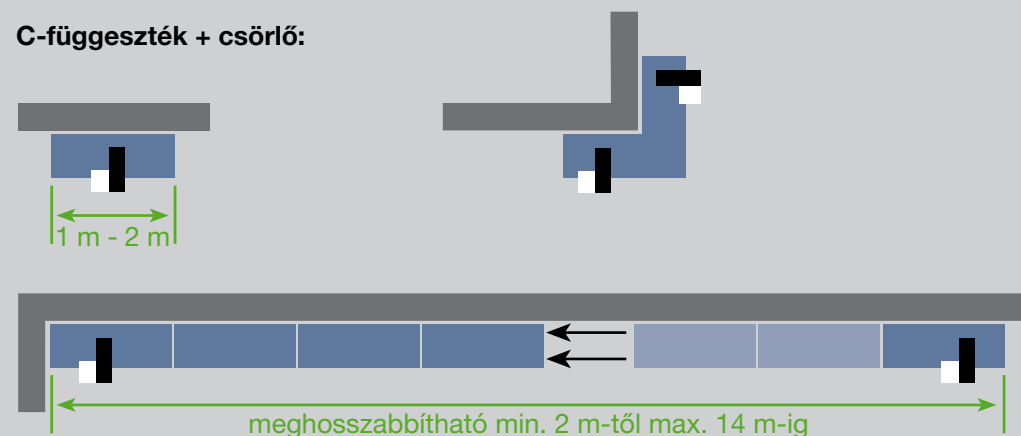 C-függeszték + csörlő:
1 m - 2 m
meghosszabbítható min. 2 m-től max. 14 m-ig